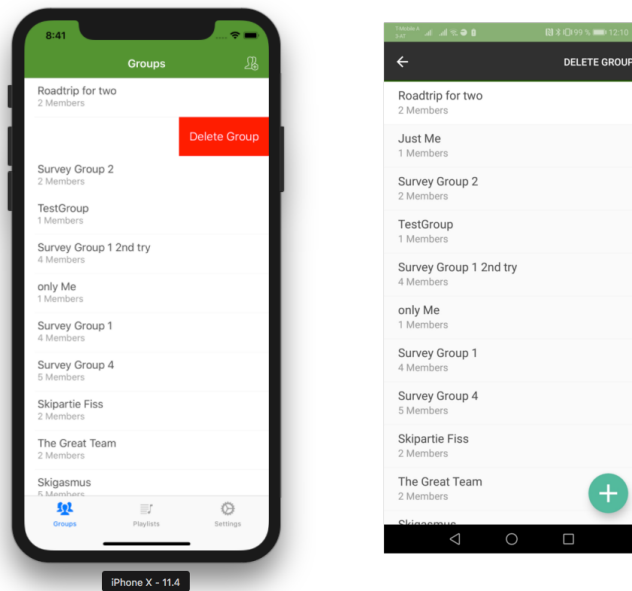 8:41
Groups
Roadtrip for two
2 Members
Delete Group
Survey Group 2
2 Members
TestGroup
1 Members
Survey Group 1 2nd try
4 Members
only Me
1 Members
Survey Group 1
4 Members
Survey Group 4
5 Members
Skipartie Fiss
2 Members
The Great Team
2 Members
Skigasmus
5 Members
Groups
Playlists
Settings
iPhone X - 11.4
99 % 12:10
DELETE GROUP
Roadtrip for two
2 Members
Just Me
1 Members
Survey Group 2
2 Members
TestGroup
1 Members
Survey Group 1 2nd try
4 Members
only Me
1 Members
Survey Group 1
4 Members
Survey Group 4
5 Members
Skipartie Fiss
2 Members
The Great Team
2 Members
Skigasmus